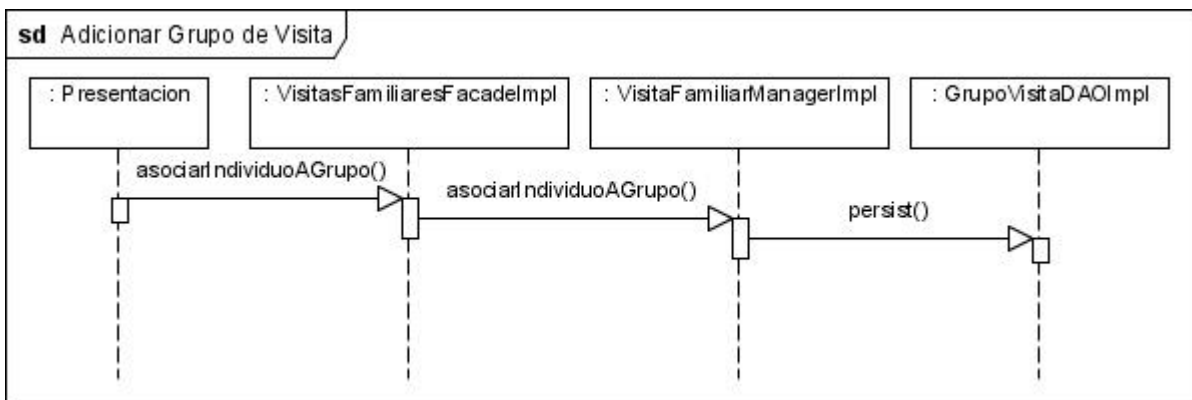 sd Adicionar Grupo de Visita
: Presentacion
: VisitasFamiliaresFacadeImpl
: VisitaFamiliarManagerImpl
: GrupoVisitaDAOImpl
asociarIndividuoAGrupo()
asociarIndividuoAGrupo()
persist()